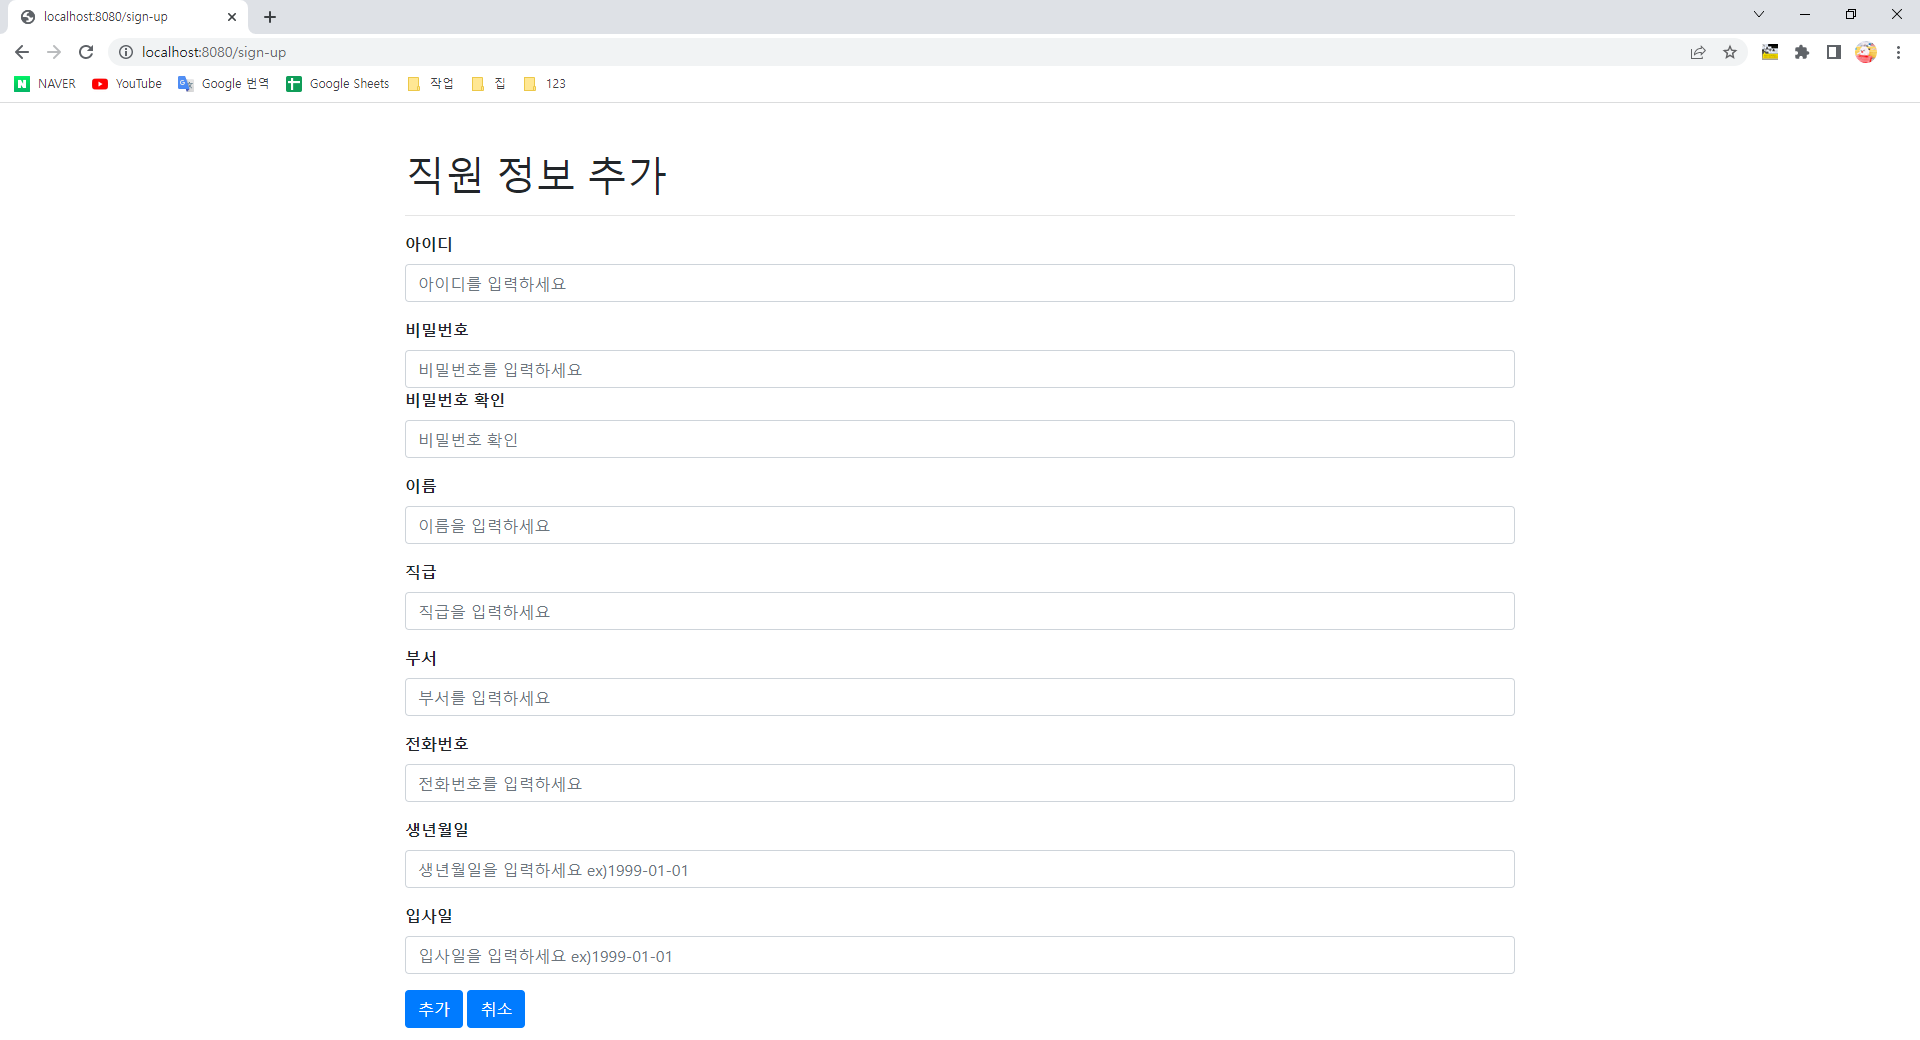 localhost:8080/sign-up
localhost:8080/sign-up
NAVER YouTube Google 번역 Google Sheets 작업 집 123
직원 정보 추가
아이디
아이디를 입력하세요
비밀번호
비밀번호를 입력하세요
비밀번호 확인
비밀번호 확인
이름
이름을 입력하세요
직급
직급을 입력하세요
부서
부서를 입력하세요
전화번호
전화번호를 입력하세요
생년월일
생년월일을 입력하세요 ex)1999-01-01
입사일
입사일을 입력하세요 ex)1999-01-01
추가 취소